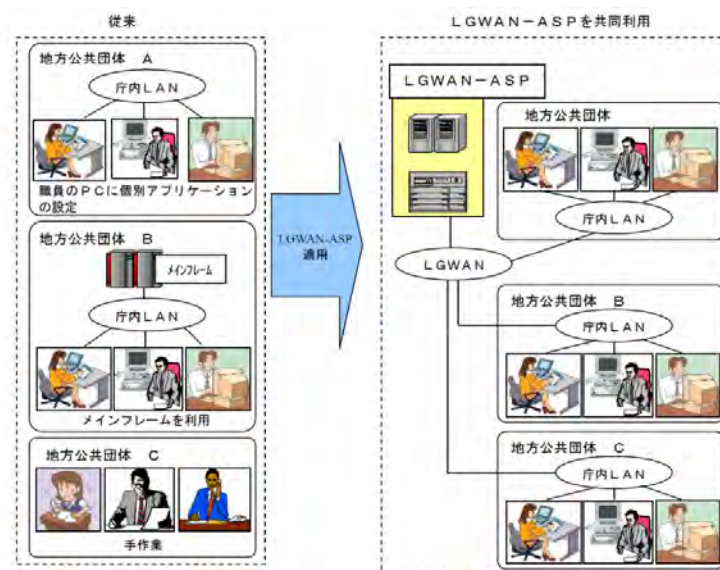 従来
地方公共団体 A
庁内LAN
職員のPCに個別アプリケーション
の設定
地方公共団体 B
メインフレーム
庁内LAN
メインフレームを利用
地方公共団体 C
手作業
LGWAN-ASP
適用
LGWAN-ASPを共同利用
LGWAN-ASP
地方公共団体
庁内LAN
LGWAN
地方公共団体 B
庁内LAN
地方公共団体 C
庁内LAN